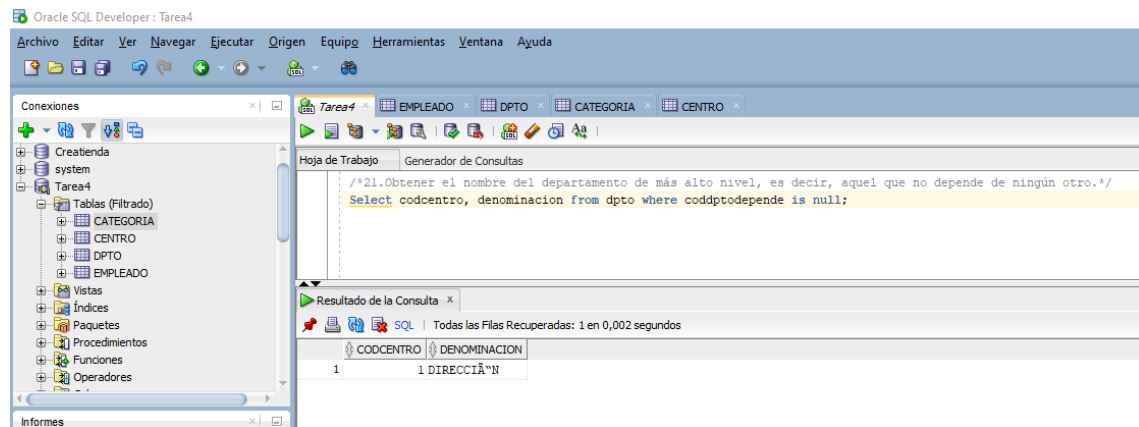 Oracle SQL Developer : Tarea4
Archivo Editar Ver Navegar Ejecutar Origen Equipo Herramientas Ventana Ayuda
Conexiones
Creatienda
system
Tarea4
Tablas (Filtrado)
CATEGORIA
CENTRO
DPTO
EMPLEADO
Vistas
Índices
Paquetes
Procedimientos
Funciones
Operadores
Informes
Tarea4 EMPLEADO DPTO CATEGORIA CENTRO
Hoja de Trabajo Generador de Consultas
/*21.Obtener el nombre del departamento de más alto nivel, es decir, aquel que no depende de ningún otro.*/
Select codcentro, denominacion from dpto where coddptodepende is null;
Resultado de la Consulta x
SQL | Todas las Filas Recuperadas: 1 en 0,002 segundos
CODCENTRO DENOMINACION
1 1 DIRECCIÃ“N